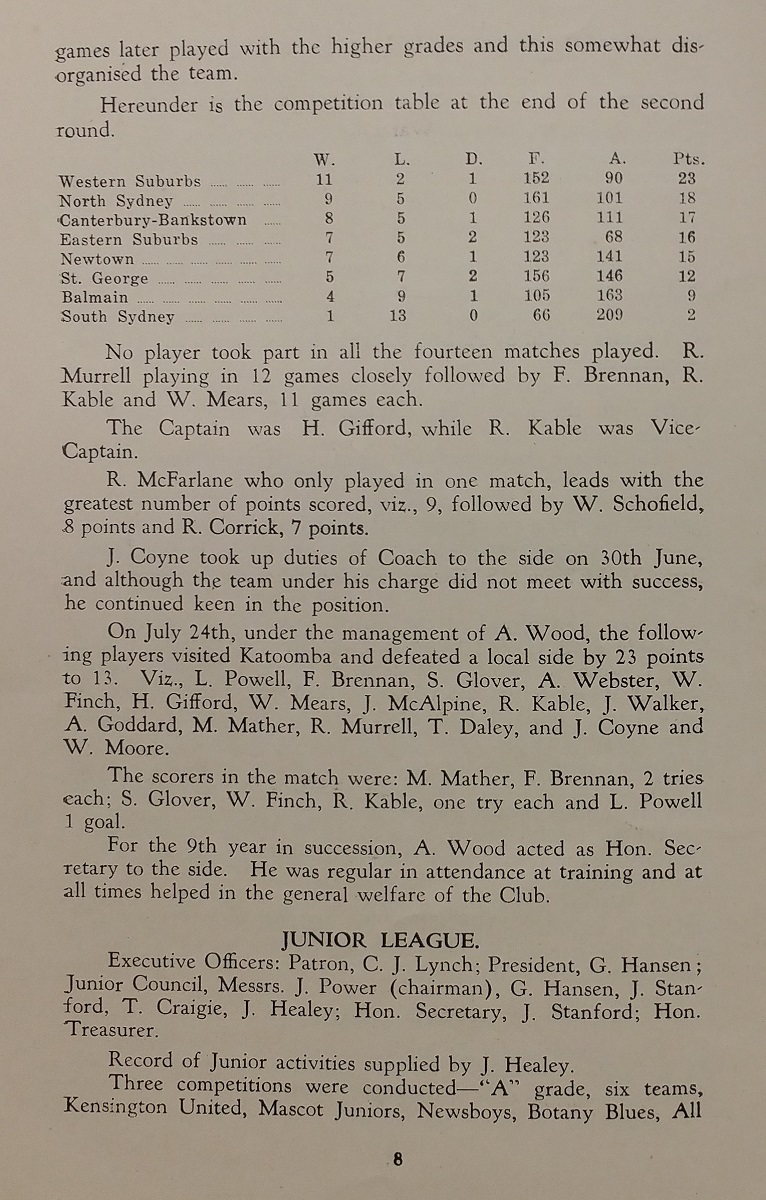 games later played with the higher grades and this somewhat dis-
organised the team.
Hereunder is the competition table at the end of the second
round.
W. L. D. F. A. Pts.
Western Suburbs ...... ...... ...... 11 2 1 152 90 23
North Sydney ...... ...... ...... ...... 9 5 0 161 101 18
Canterbury-Bankstown ...... 8 5 1 126 111 17
Eastern Suburbs ...... ...... ...... 7 5 2 123 68 16
Newtown ...... ...... ...... ...... ...... ...... 7 6 1 123 141 15
St. George ...... ...... ...... ...... ...... 5 7 2 156 146 12
Balmain ...... ...... ...... ...... ...... ...... 4 9 1 105 163 9
South Sydney ...... ...... ...... ...... 1 13 0 66 209 2
No player took part in all the fourteen matches played. R.
Murrell playing in 12 games closely followed by F. Brennan, R.
Kable and W. Mears, 11 games each.
The Captain was H. Gifford, while R. Kable was Vice-
Captain.
R. McFarlane who only played in one match, leads with the
greatest number of points scored, viz., 9, followed by W. Schofield,
8 points and R. Corrick, 7 points.
J. Coyne took up duties of Coach to the side on 30th June,
and although the team under his charge did not meet with success,
he continued keen in the position.
On July 24th, under the management of A. Wood, the follow-
ing players visited Katoomba and defeated a local side by 23 points
to 13. Viz., L. Powell, F. Brennan, S. Glover, A. Webster, W.
Finch, H. Gifford, W. Mears, J. McAlpine, R. Kable, J. Walker,
A. Goddard, M. Mather, R. Murrell, T. Daley, and J. Coyne and
W. Moore.
The scorers in the match were: M. Mather, F. Brennan, 2 tries
each; S. Glover, W. Finch, R. Kable, one try each and L. Powell
1 goal.
For the 9th year in succession, A. Wood acted as Hon. Sec-
retary to the side. He was regular in attendance at training and at
all times helped in the general welfare of the Club.
JUNIOR LEAGUE.
Executive Officers: Patron, C. J. Lynch; President, G. Hansen;
Junior Council, Messrs. J. Power (chairman), G. Hansen, J. Stan-
ford, T. Craigie, J. Healey; Hon. Secretary, J. Stanford; Hon.
Treasurer.
Record of Junior activities supplied by J. Healey.
Three competitions were conducted—"A" grade, six teams,
Kensington United, Mascot Juniors, Newsboys, Botany Blues, All
8